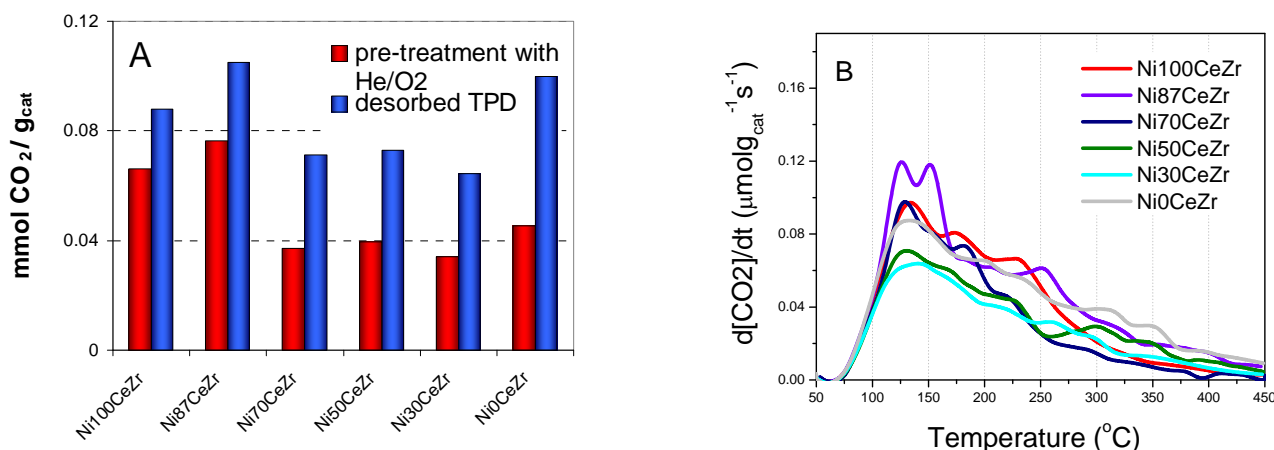 A
pre-treatment with
He/O2
desorbed TPD
mmol CO₂ / gcat
0.12
0.08
0.04
0
Ni100CeZr
Ni87CeZr
Ni70CeZr
Ni50CeZr
Ni30CeZr
Ni0CeZr
B
Ni100CeZr
Ni87CeZr
Ni70CeZr
Ni50CeZr
Ni30CeZr
Ni0CeZr
d[CO2]/dt (μmolgcat⁻¹s⁻¹)
0.16
0.12
0.08
0.04
0.00
50 100 150 200 250 300 350 400 450
Temperature (°C)